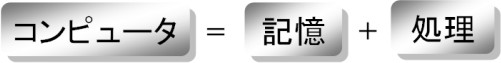 コンピュータ = 記憶 + 処理